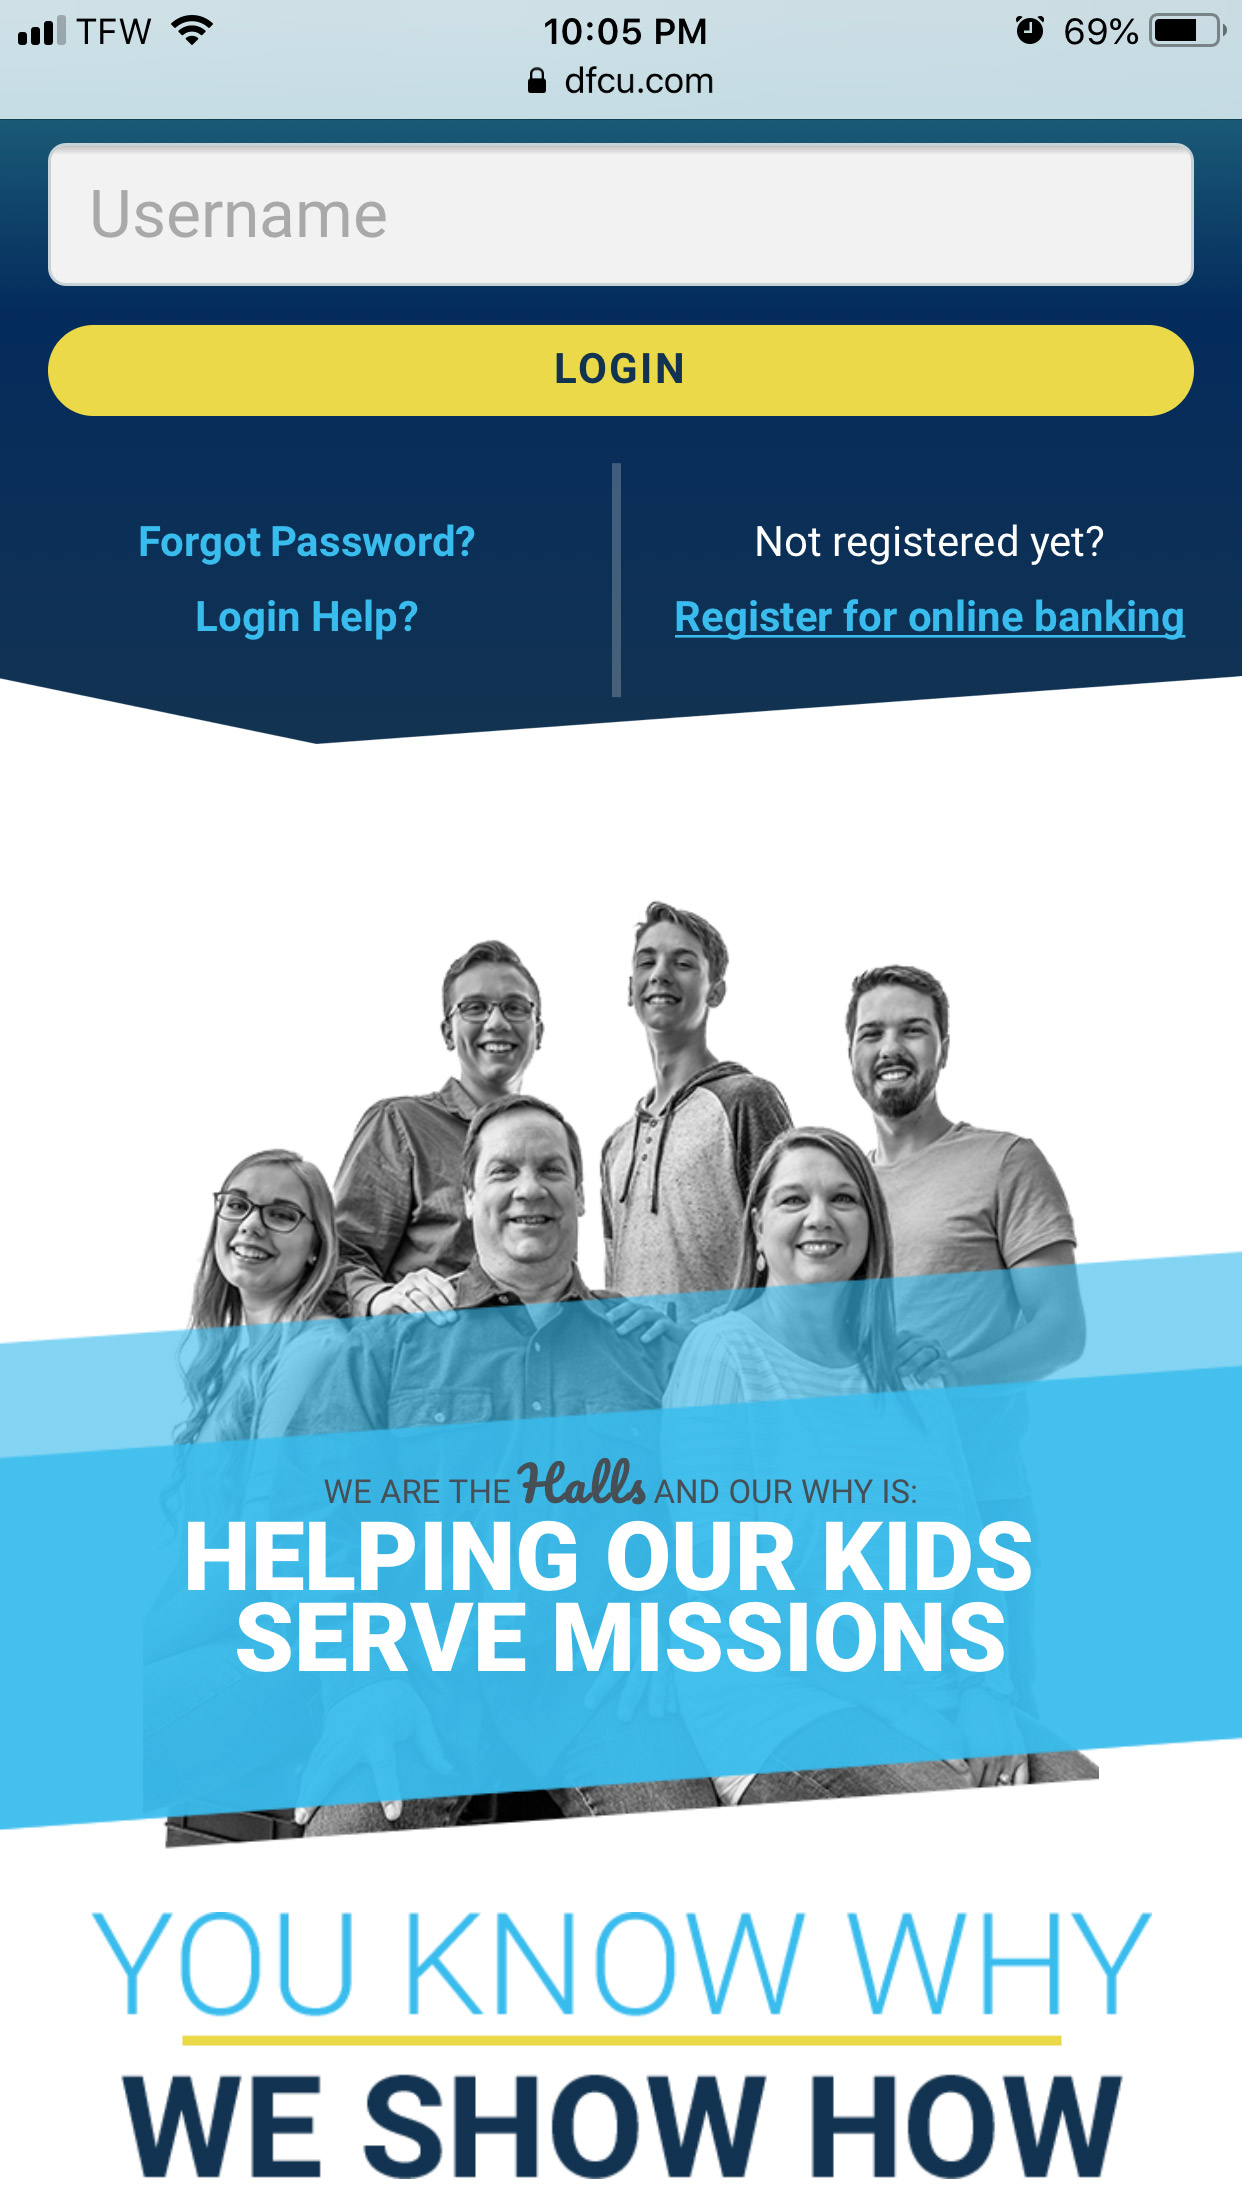 TFW 10:05 PM 69%
dfcu.com
Username
LOGIN
Forgot Password?
Login Help?
Not registered yet?
Register for online banking
WE ARE THE Halls AND OUR WHY IS:
HELPING OUR KIDS
SERVE MISSIONS
YOU KNOW WHY
WE SHOW HOW